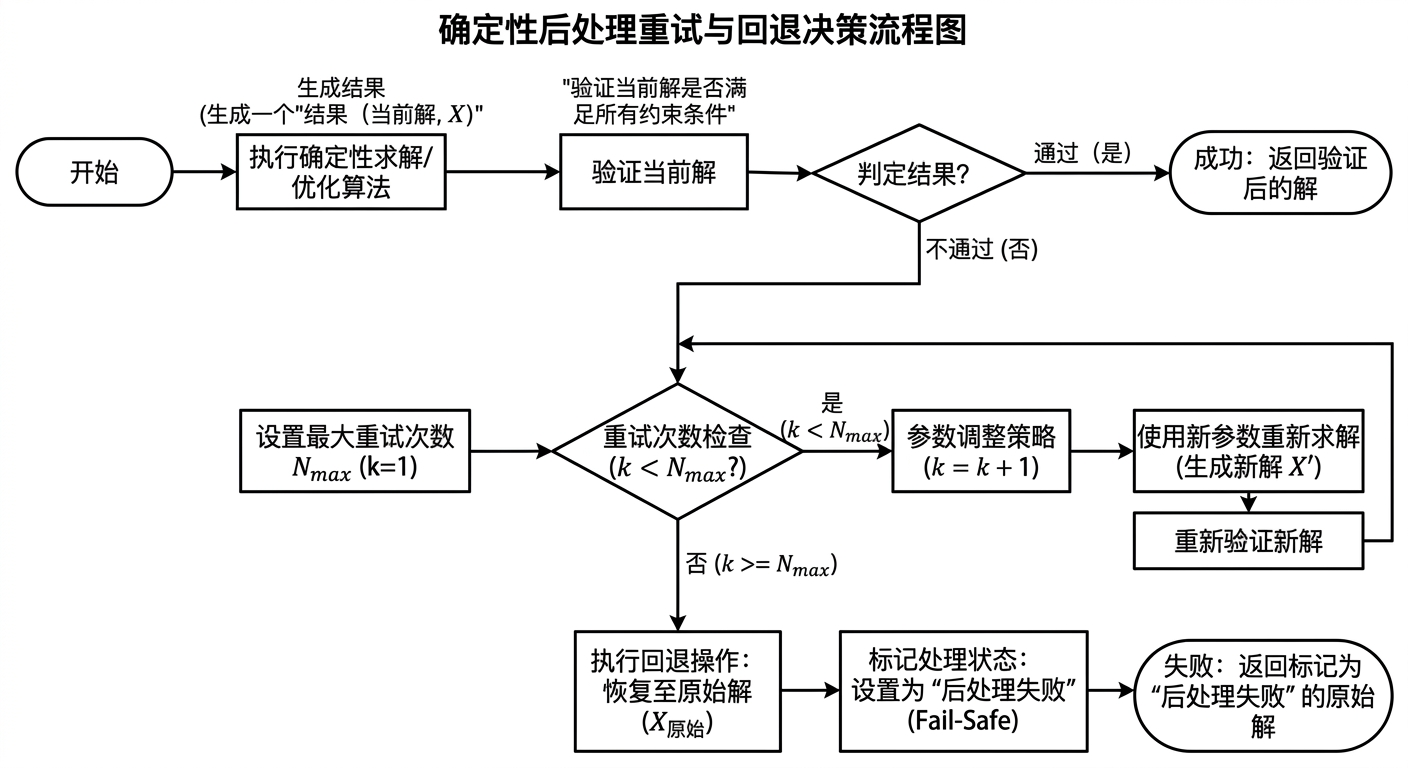 确定性后处理重试与回退决策流程图
生成结果
(生成一个"结果（当前解, X)"
"验证当前解是否满
足所有约束条件"
开始
执行确定性求解/
优化算法
验证当前解
判定结果?
通过（是）
成功：返回验证
后的解
不通过 (否)
设置最大重试次数
N_max (k=1)
重试次数检查
(k < N_max?)
是
(k < N_max)
参数调整策略
(k = k + 1)
使用新参数重新求解
(生成新解 X′)
重新验证新解
否 (k >= N_max)
执行回退操作：
恢复至原始解
(X原始)
标记处理状态：
设置为 “后处理失败”
(Fail-Safe)
失败：返回标记为
“后处理失败” 的原始
解